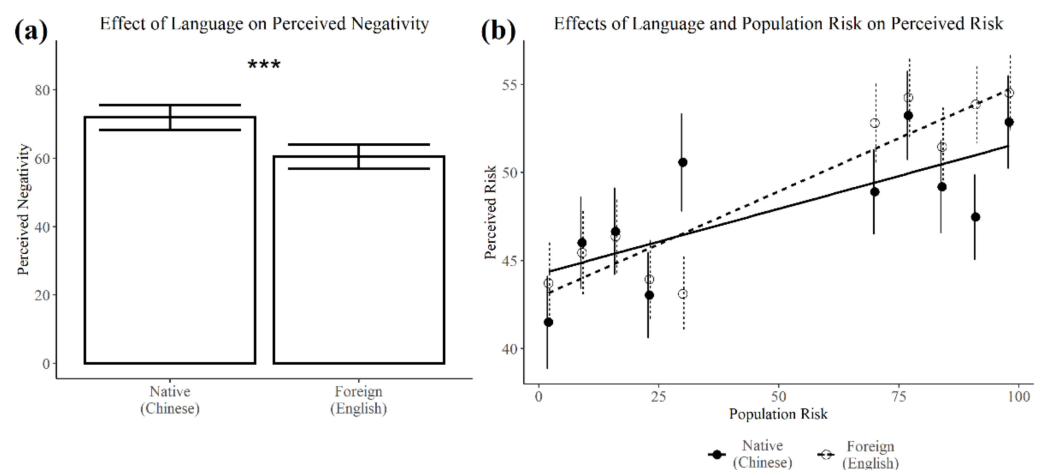 (a)
Effect of Language on Perceived Negativity
***
Perceived Negativity
80
60
40
20
0
Native
(Chinese)
Foreign
(English)
(b)
Effects of Language and Population Risk on Perceived Risk
Perceived Risk
55
50
45
40
0
25
50
75
100
Population Risk
Native
(Chinese)
Foreign
(English)